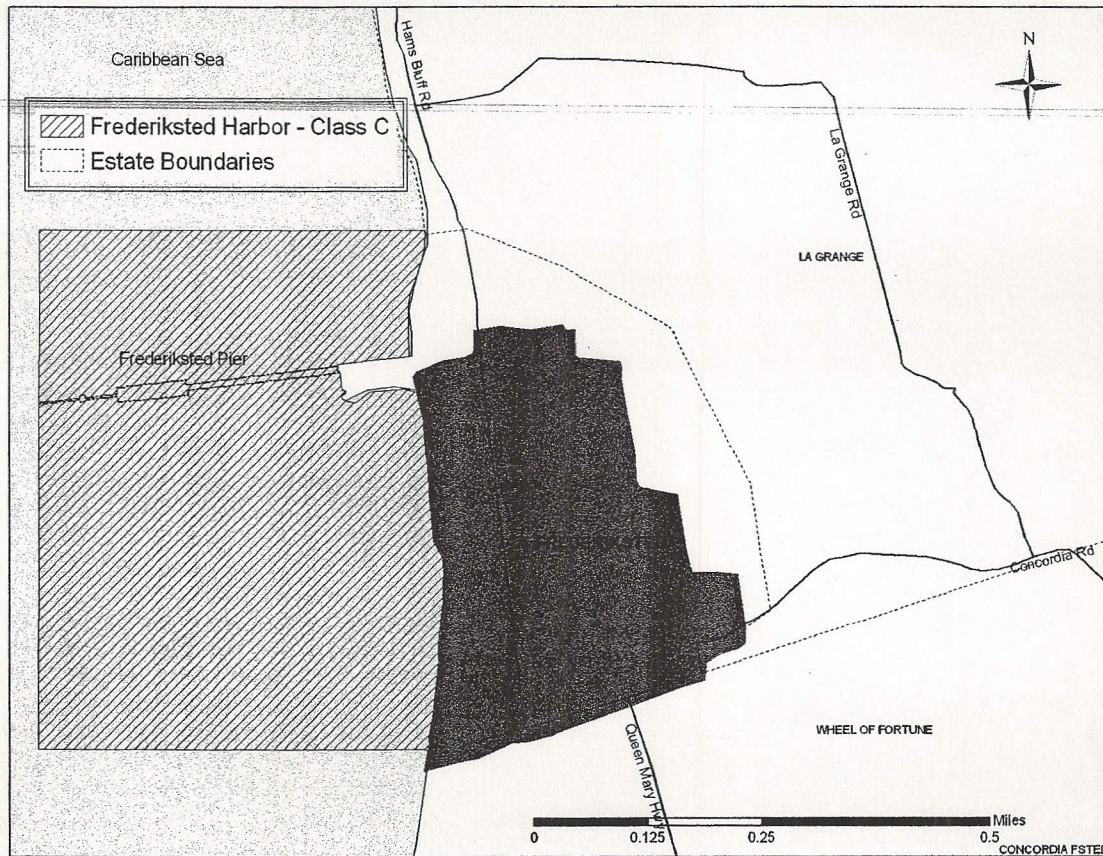 Caribbean Sea
Hams Bluff Rd
N
Frederiksted Harbor - Class C
Estate Boundaries
La Grange Rd
LA GRANGE
Frederiksted Pier
Concordia Rd
WHEEL OF FORTUNE
Queen Mary Hwy
Miles
0 0.125 0.25 0.5
CONCORDIA FSTED